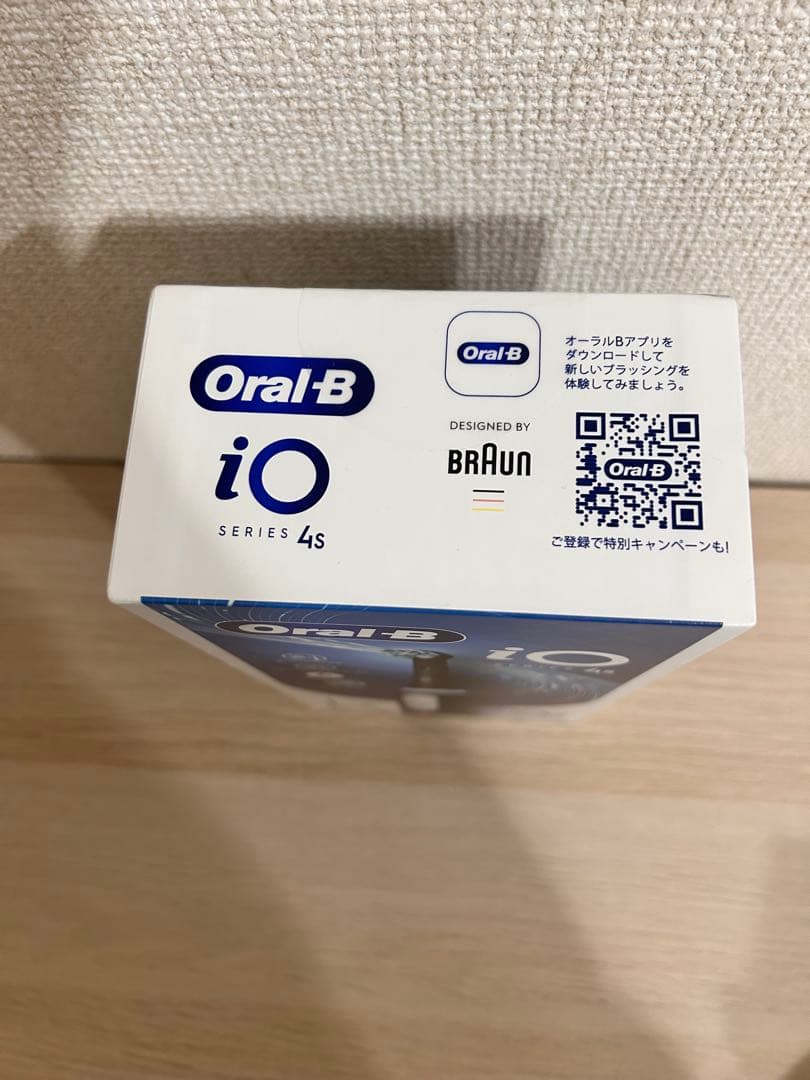 Oral-B
iO
SERIES 4s
Oral-B
DESIGNED BY
BRAUN
オーラルBアプリを
ダウンロードして
新しいブラッシングを
体験してみましょう。
Oral-B
ご登録で特別キャンペーンも!
Oral-B
iO
SERIES 4s